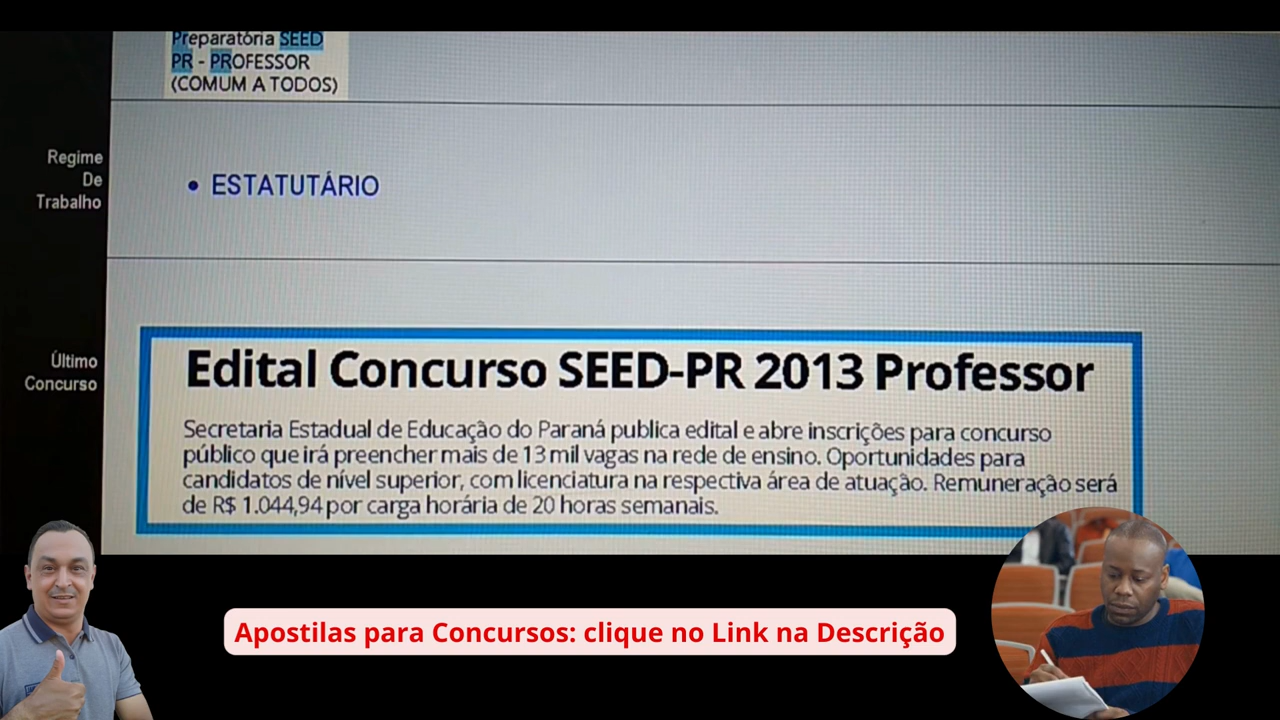 Preparatória SEED
PR - PROFESSOR
(COMUM A TODOS)
Regime
De
Trabalho
• ESTATUTÁRIO
Último
Concurso
Edital Concurso SEED-PR 2013 Professor
Secretaria Estadual de Educação do Paraná publica edital e abre inscrições para concurso
público que irá preencher mais de 13 mil vagas na rede de ensino. Oportunidades para
candidatos de nível superior, com licenciatura na respectiva área de atuação. Remuneração será
de R$ 1.044,94 por carga horária de 20 horas semanais.
Apostilas para Concursos: clique no Link na Descrição